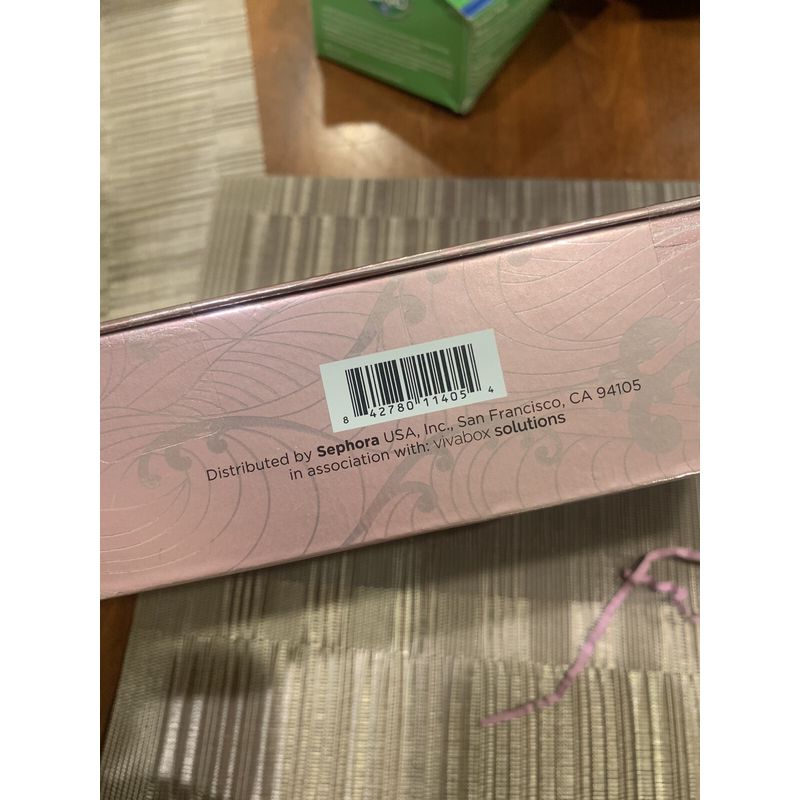 8 42780 11405 4
Distributed by Sephora USA, Inc., San Francisco, CA 94105
in association with: vivabox solutions